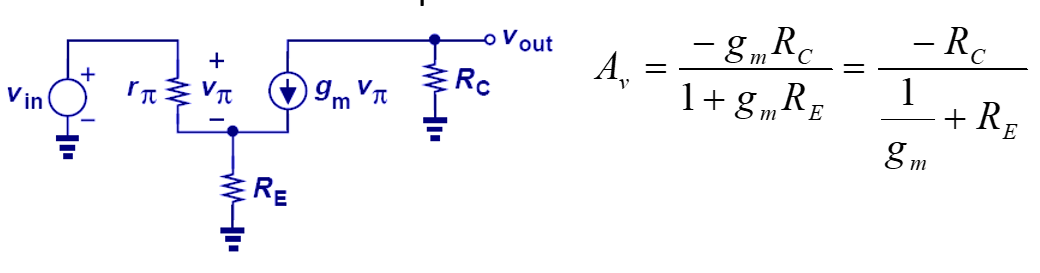 v_out
+
v_in
+
−
r_π
v_π
−
g_m v_π
R_C
R_E
A_v = −g_m R_C / (1 + g_m R_E) = −R_C / (1/g_m + R_E)